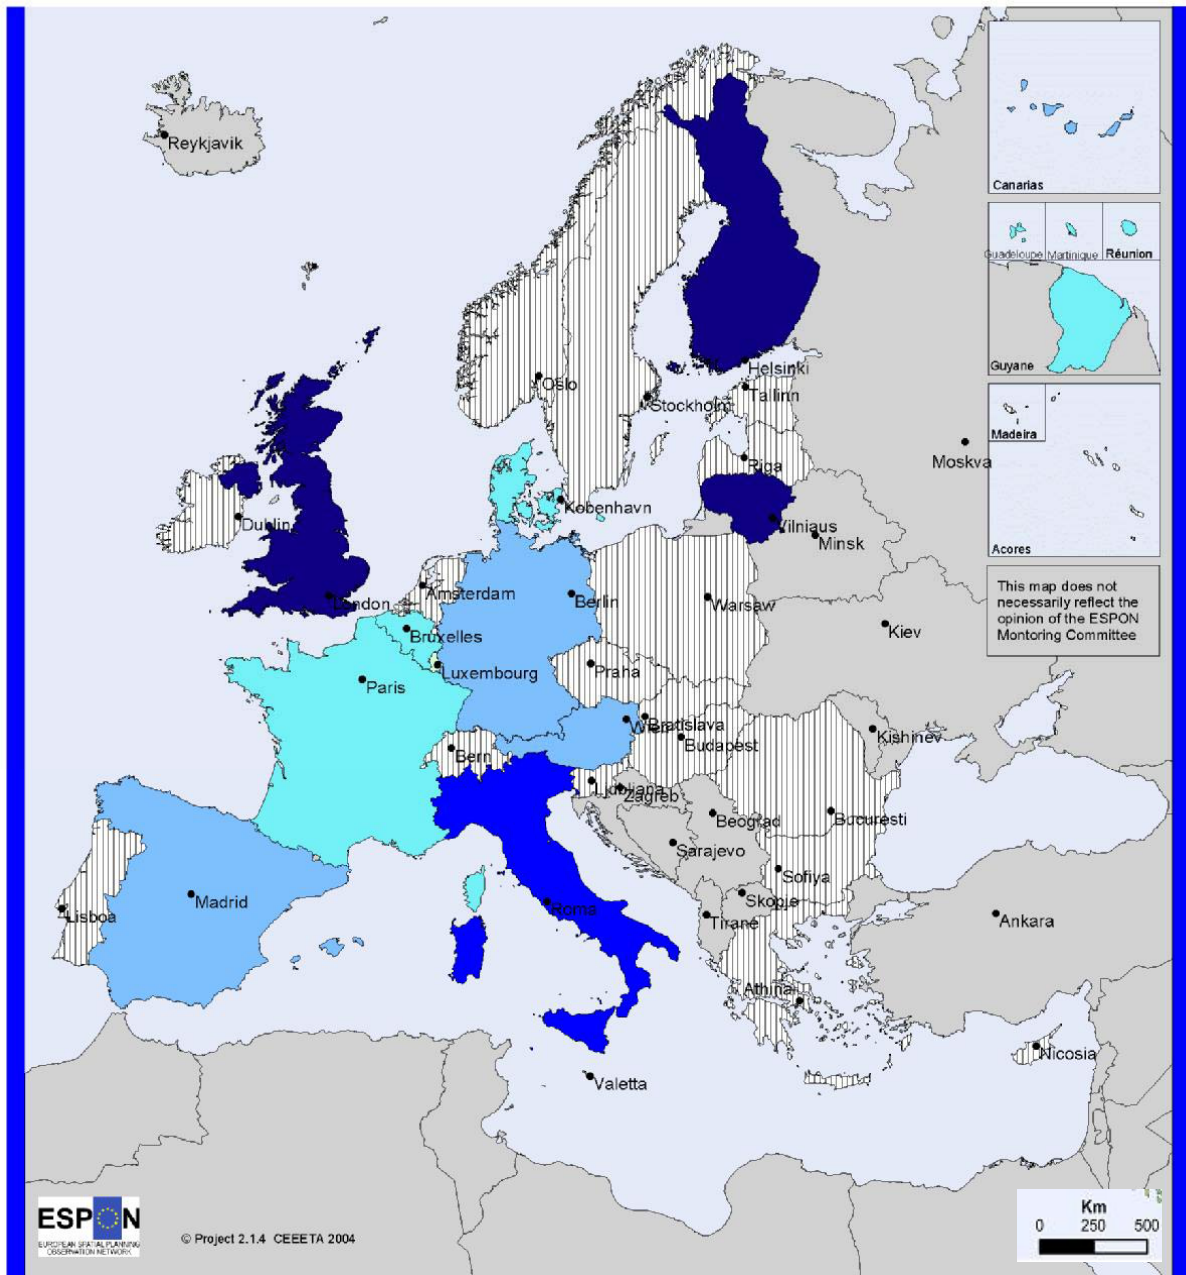 Reykjavik
Canarias
Guadeloupe
Martinique
Réunion
Guyane
Helsinki
Oslo
Tallinn
Stockholm
Madeira
Moskva
Riga
Kobenhavn
Dublin
Vilniaus
Minsk
Acores
This map does not
necessarily reflect the
opinion of the ESPON
Montoring Committee
Amsterdam
London
Berlin
Warsaw
Kiev
Bruxelles
Luxembourg
Praha
Paris
Bratislava
Kishinev
Budapest
Bern
Ljubljana
Zagreb
Beograd
Bucuresti
Sarajevo
Sofiya
Madrid
Skopje
Roma
Lisboa
Tirané
Ankara
Athina
Nicosia
Valetta
ESPON
EUROPEAN SPATIAL PLANNING
OBSERVATION NETWORK
© Project 2.1.4 CEEETA 2004
Km
0 250 500